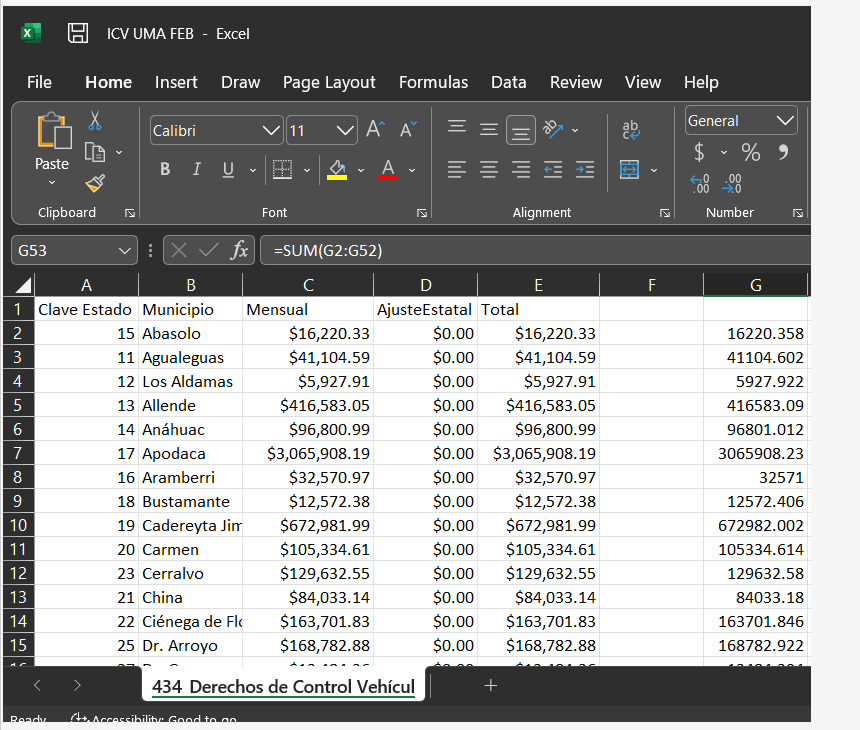 ICV UMA FEB - Excel
File Home Insert Draw Page Layout Formulas Data Review View Help
Paste
Calibri 11
General
Clipboard Font Alignment Number
G53 fx =SUM(G2:G52)
A B C D E F G
1 Clave Estado Municipio Mensual AjusteEstatal Total
2 15 Abasolo $16,220.33 $0.00 $16,220.33 16220.358
3 11 Agualeguas $41,104.59 $0.00 $41,104.59 41104.602
4 12 Los Aldamas $5,927.91 $0.00 $5,927.91 5927.922
5 13 Allende $416,583.05 $0.00 $416,583.05 416583.09
6 14 Anáhuac $96,800.99 $0.00 $96,800.99 96801.012
7 17 Apodaca $3,065,908.19 $0.00 $3,065,908.19 3065908.23
8 16 Aramberri $32,570.97 $0.00 $32,570.97 32571
9 18 Bustamante $12,572.38 $0.00 $12,572.38 12572.406
10 19 Cadereyta Jim $672,981.99 $0.00 $672,981.99 672982.002
11 20 Carmen $105,334.61 $0.00 $105,334.61 105334.614
12 23 Cerralvo $129,632.55 $0.00 $129,632.55 129632.58
13 21 China $84,033.14 $0.00 $84,033.14 84033.18
14 22 Ciénega de Flo $163,701.83 $0.00 $163,701.83 163701.846
15 25 Dr. Arroyo $168,782.88 $0.00 $168,782.88 168782.922
434 Derechos de Control Vehícul
Ready Accessibility: Good to go